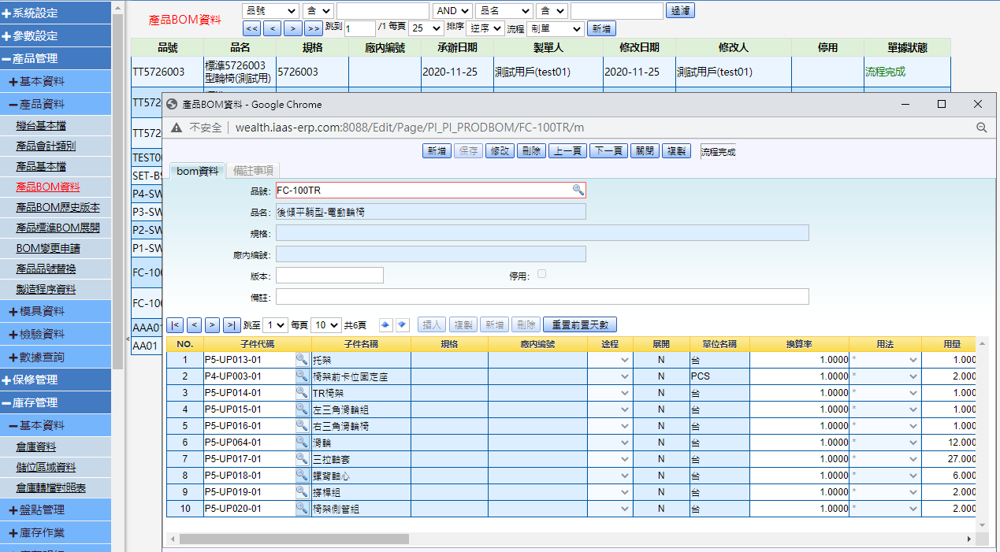 系統設定
參數設定
產品管理
基本資料
產品資料
機台基本檔
產品會計類別
產品基本檔
產品BOM資料
產品BOM歷史版本
產品標準BOM展開
BOM變更申請
產品品號替換
製造程序資料
模具資料
檢驗資料
數據查詢
保修管理
庫存管理
基本資料
倉庫資料
儲位區域資料
倉庫轉檔對照表
盤點管理
庫存作業
產品BOM資料
品號 含 AND 品名 含 過濾
<< < > >> 跳到 1 /1 每頁 25 排序 逆序 流程 制單 新增
品號 品名 規格 廠內編號 承辦日期 製單人 修改日期 修改人 停用 單據狀態
TT5726003 標準5726003型輪椅(測試用) 5726003 2020-11-25 測試用戶(test01) 2020-11-25 測試用戶(test01) 流程完成
TT572
TT572
TEST0
SET-B
P4-SW
P3-SW
P2-SW
P1-SW
FC-100
FC-100
AAA01
AA01
產品BOM資料 - Google Chrome
不安全 | wealth.iaas-erp.com:8088/Edit/Page/PI_PI_PRODBOM/FC-100TR/m
新增 保存 修改 刪除 上一頁 下一頁 關閉 複製 流程完成
bom資料 備註事項
品號: FC-100TR
品名: 後傾平躺型-電動輪椅
規格:
廠內編號:
版本: 停用:
備註:
|< < > >| 跳至 1 每頁 10 共6頁 插入 複製 新增 刪除 重置前置天數
NO. 子件代碼 子件名稱 規格 廠內編號 途程 展開 單位名稱 換算率 用法 用量
1 P5-UP013-01 托架 N 台 1.0000 * 1.000
2 P4-UP003-01 椅架前卡位固定座 N PCS 1.0000 * 2.000
3 P5-UP014-01 TR椅架 N 台 1.0000 * 1.000
4 P5-UP015-01 左三角滑輪組 N 台 1.0000 * 1.000
5 P5-UP016-01 右三角滑輪椅 N 台 1.0000 * 1.000
6 P5-UP064-01 滑輪 N 台 1.0000 * 12.000
7 P5-UP017-01 三拉軸套 N 台 1.0000 * 27.000
8 P5-UP018-01 螺背軸心 N 台 1.0000 * 6.000
9 P5-UP019-01 撐桿組 N 台 1.0000 * 2.000
10 P5-UP020-01 椅架側管組 N 台 1.0000 * 2.000